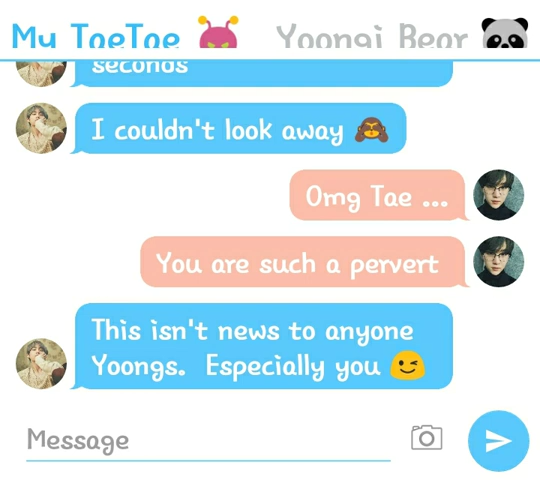 My TaeTae Yoongi Bear
seconds
I couldn't look away 🙈
Omg Tae ...
You are such a pervert
This isn't news to anyone
Yoongs. Especially you 😉
Message